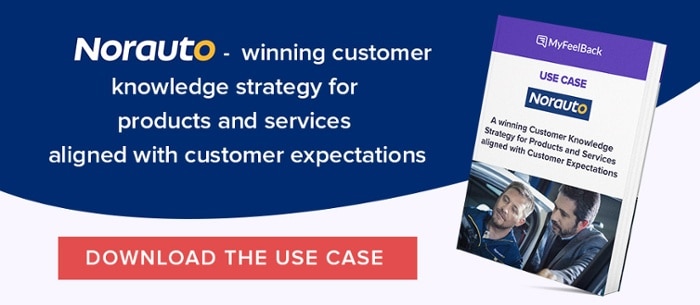 Norauto - winning customer
knowledge strategy for
products and services
aligned with customer expectations
DOWNLOAD THE USE CASE
MyFeelBack
USE CASE
Norauto
A winning Customer Knowledge
Strategy for Products and Services
aligned with Customer Expectations